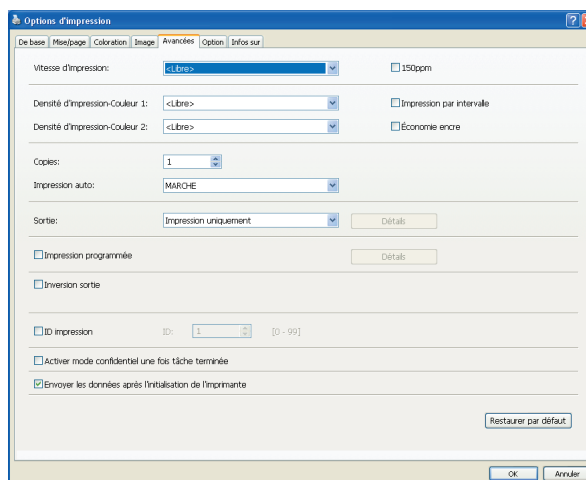 Options d'impression
De base Mise/page Coloration Image Avancées Option Infos sur
Vitesse d'impression: <Libre> 150ppm
Densité d'impression-Couleur 1: <Libre> Impression par intervalle
Densité d'impression-Couleur 2: <Libre> Économie encre
Copies: 1
Impression auto: MARCHE
Sortie: Impression uniquement Détails
Impression programmée Détails
Inversion sortie
ID impression ID: 1 [0 - 99]
Activer mode confidentiel une fois tâche terminée
Envoyer les données après l'initialisation de l'imprimante
Restaurer par défaut
OK Annuler